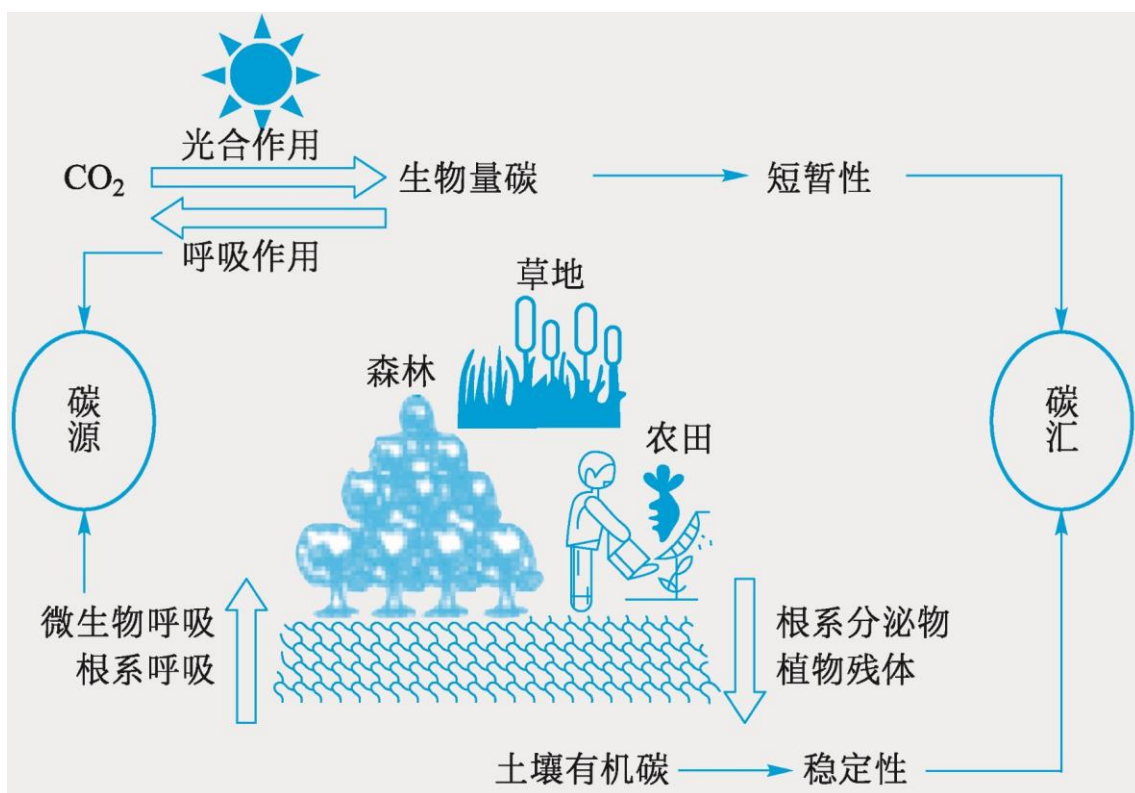 光合作用
CO₂
生物量碳
短暂性
呼吸作用
草地
森林
农田
碳源
碳汇
微生物呼吸
根系呼吸
根系分泌物
植物残体
土壤有机碳
稳定性